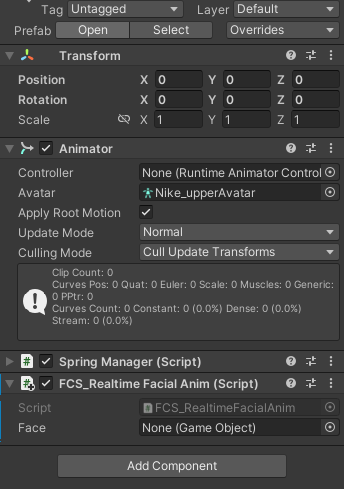 Tag Untagged Layer Default
Prefab Open Select Overrides
Transform
Position X 0 Y 0 Z 0
Rotation X 0 Y 0 Z 0
Scale X 1 Y 1 Z 1
Animator
Controller None (Runtime Animator Control
Avatar Nike_upperAvatar
Apply Root Motion
Update Mode Normal
Culling Mode Cull Update Transforms
Clip Count: 0
Curves Pos: 0 Quat: 0 Euler: 0 Scale: 0 Muscles: 0 Generic:
0 PPtr: 0
Curves Count: 0 Constant: 0 (0.0%) Dense: 0 (0.0%)
Stream: 0 (0.0%)
Spring Manager (Script)
FCS_Realtime Facial Anim (Script)
Script FCS_RealtimeFacialAnim
Face None (Game Object)
Add Component